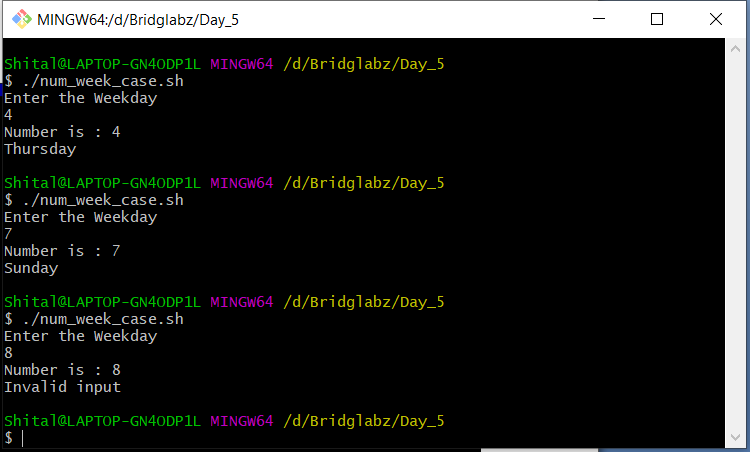 MINGW64:/d/Bridglabz/Day_5
Shital@LAPTOP-GN4ODP1L MINGW64 /d/Bridglabz/Day_5
$ ./num_week_case.sh
Enter the Weekday
4
Number is : 4
Thursday
Shital@LAPTOP-GN4ODP1L MINGW64 /d/Bridglabz/Day_5
$ ./num_week_case.sh
Enter the Weekday
7
Number is : 7
Sunday
Shital@LAPTOP-GN4ODP1L MINGW64 /d/Bridglabz/Day_5
$ ./num_week_case.sh
Enter the Weekday
8
Number is : 8
Invalid input
Shital@LAPTOP-GN4ODP1L MINGW64 /d/Bridglabz/Day_5
$